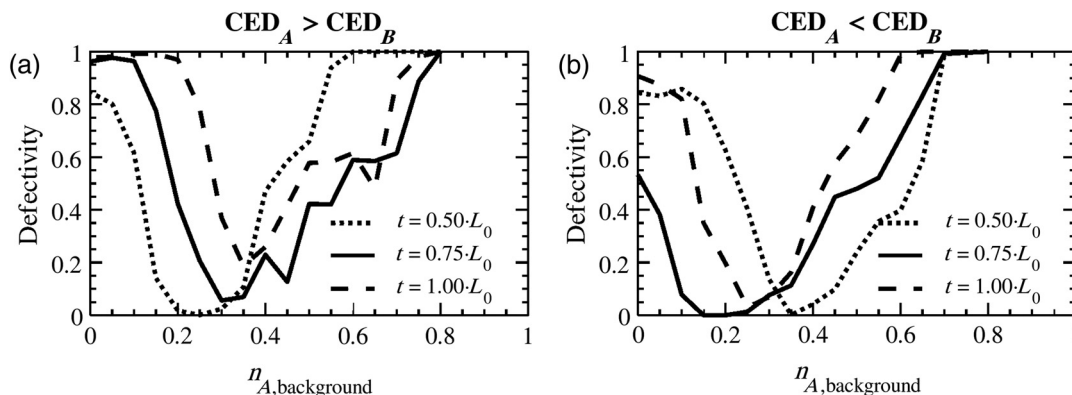 CED_A > CED_B
(a)
1
0.8
0.6
0.4
0.2
0
Defectivity
t = 0.50·L_0
t = 0.75·L_0
t = 1.00·L_0
0 0.2 0.4 0.6 0.8 1
n_A,background
CED_A < CED_B
(b)
1
0.8
0.6
0.4
0.2
0
Defectivity
t = 0.50·L_0
t = 0.75·L_0
t = 1.00·L_0
0 0.2 0.4 0.6 0.8 1
n_A,background